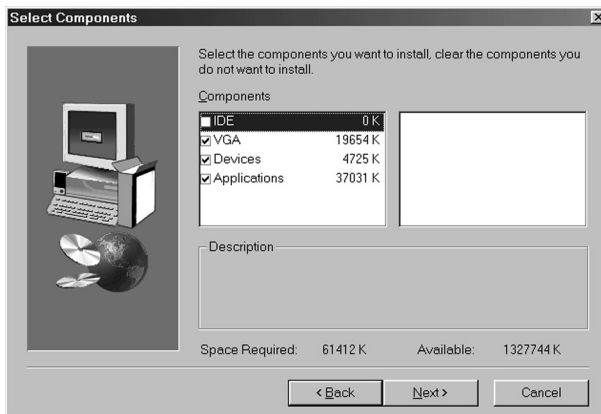 Select Components
Select the components you want to install, clear the components you
do not want to install.
Components
IDE 0 K
VGA 19654 K
Devices 4725 K
Applications 37031 K
Description
Space Required: 61412 K Available: 1327744 K
< Back Next > Cancel